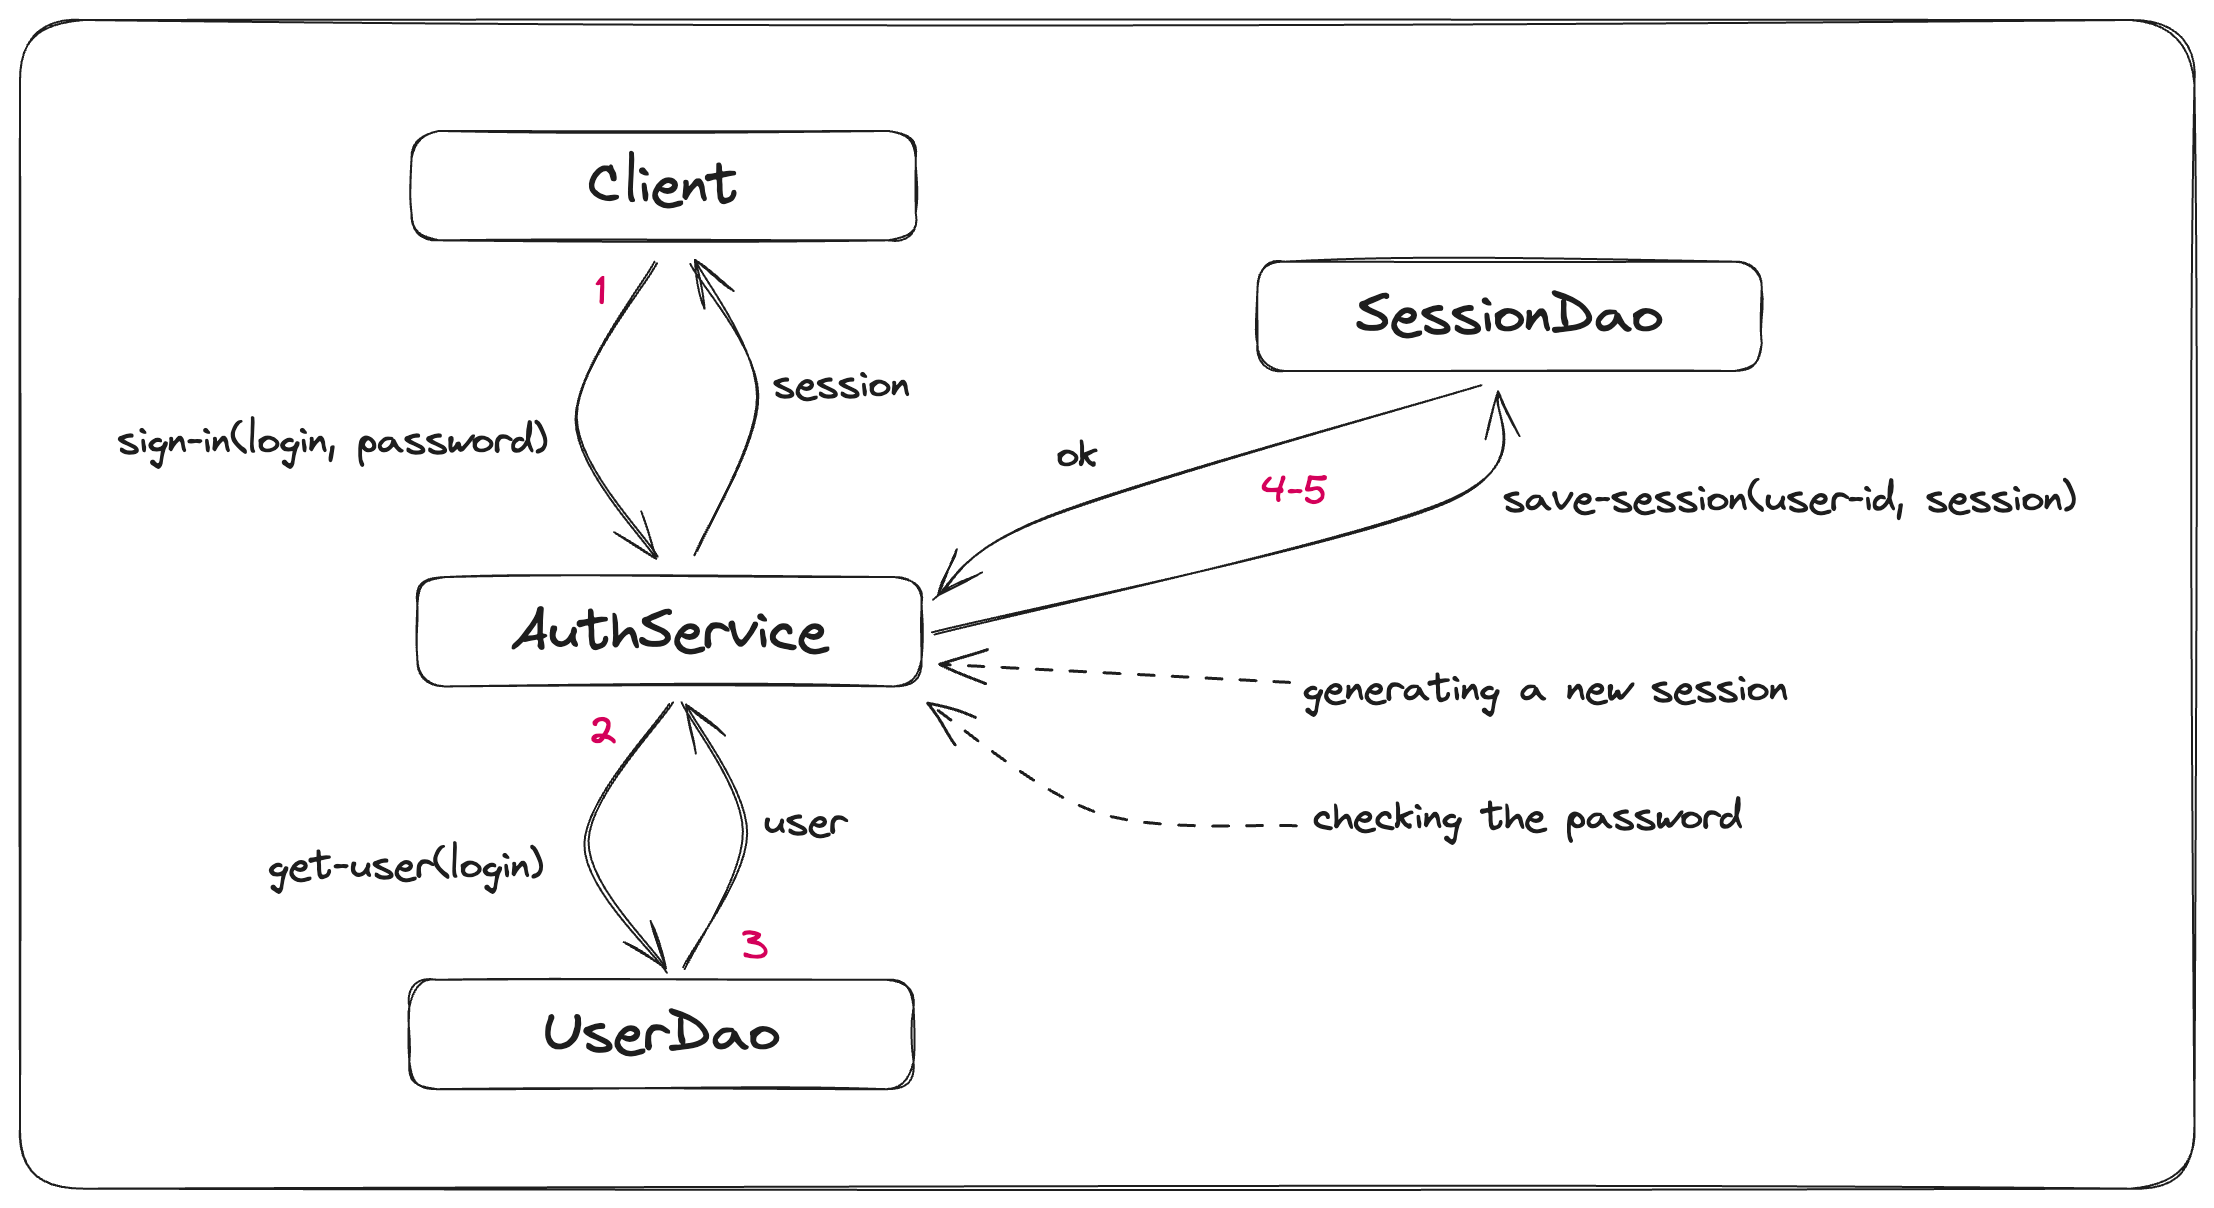 Client
1
SessionDao
session
sign-in(login, password)
ok
4-5
save-session(user-id, session)
AuthService
generating a new session
2
checking the password
user
get-user(login)
3
UserDao